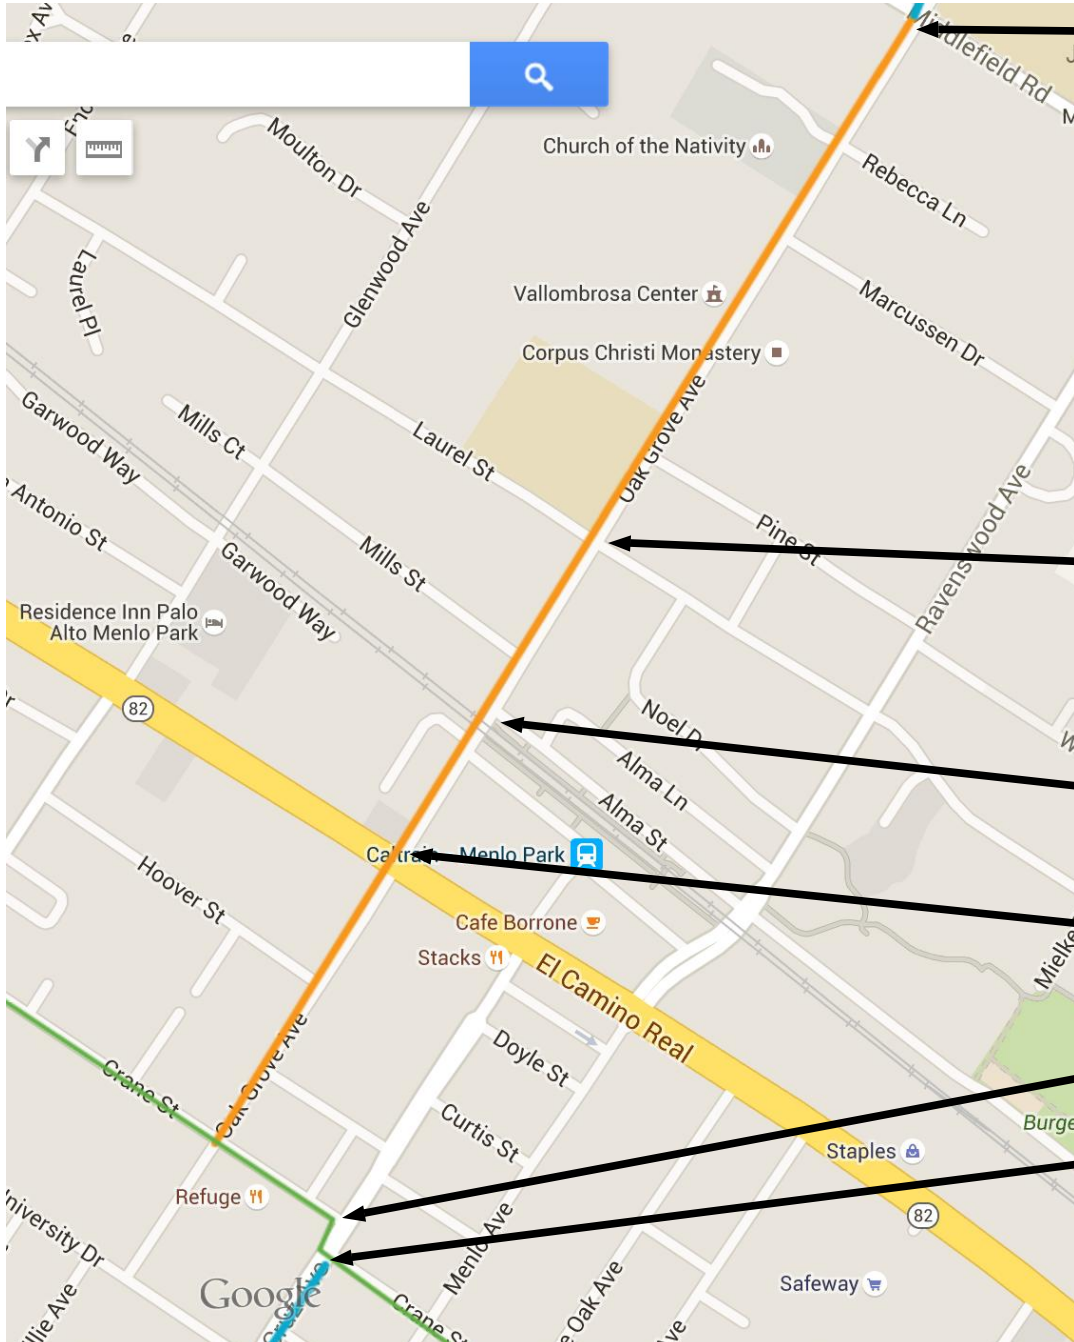 Middlefield Rd
Moulton Dr
Church of the Nativity
Rebecca Ln
Glenwood Ave
Laurel Pl
Vallombrosa Center
Marcussen Dr
Corpus Christi Monastery
Garwood Way
Mills Ct
Laurel St
Oak Grove Ave
Antonio St
Pine St
Ravenswood Ave
Mills St
Garwood Way
Residence Inn Palo
Alto Menlo Park
82
Noel D
Alma Ln
Alma St
Caltrain - Menlo Park
Hoover St
Cafe Borrone
Stacks
El Camino Real
Mielke
Crane St
Oak Grove Ave
Doyle St
Curtis St
Burge
Staples
Refuge
82
University Dr
Menlo Ave
Google
Safeway
Crane St
e Oak Ave
llie Ave